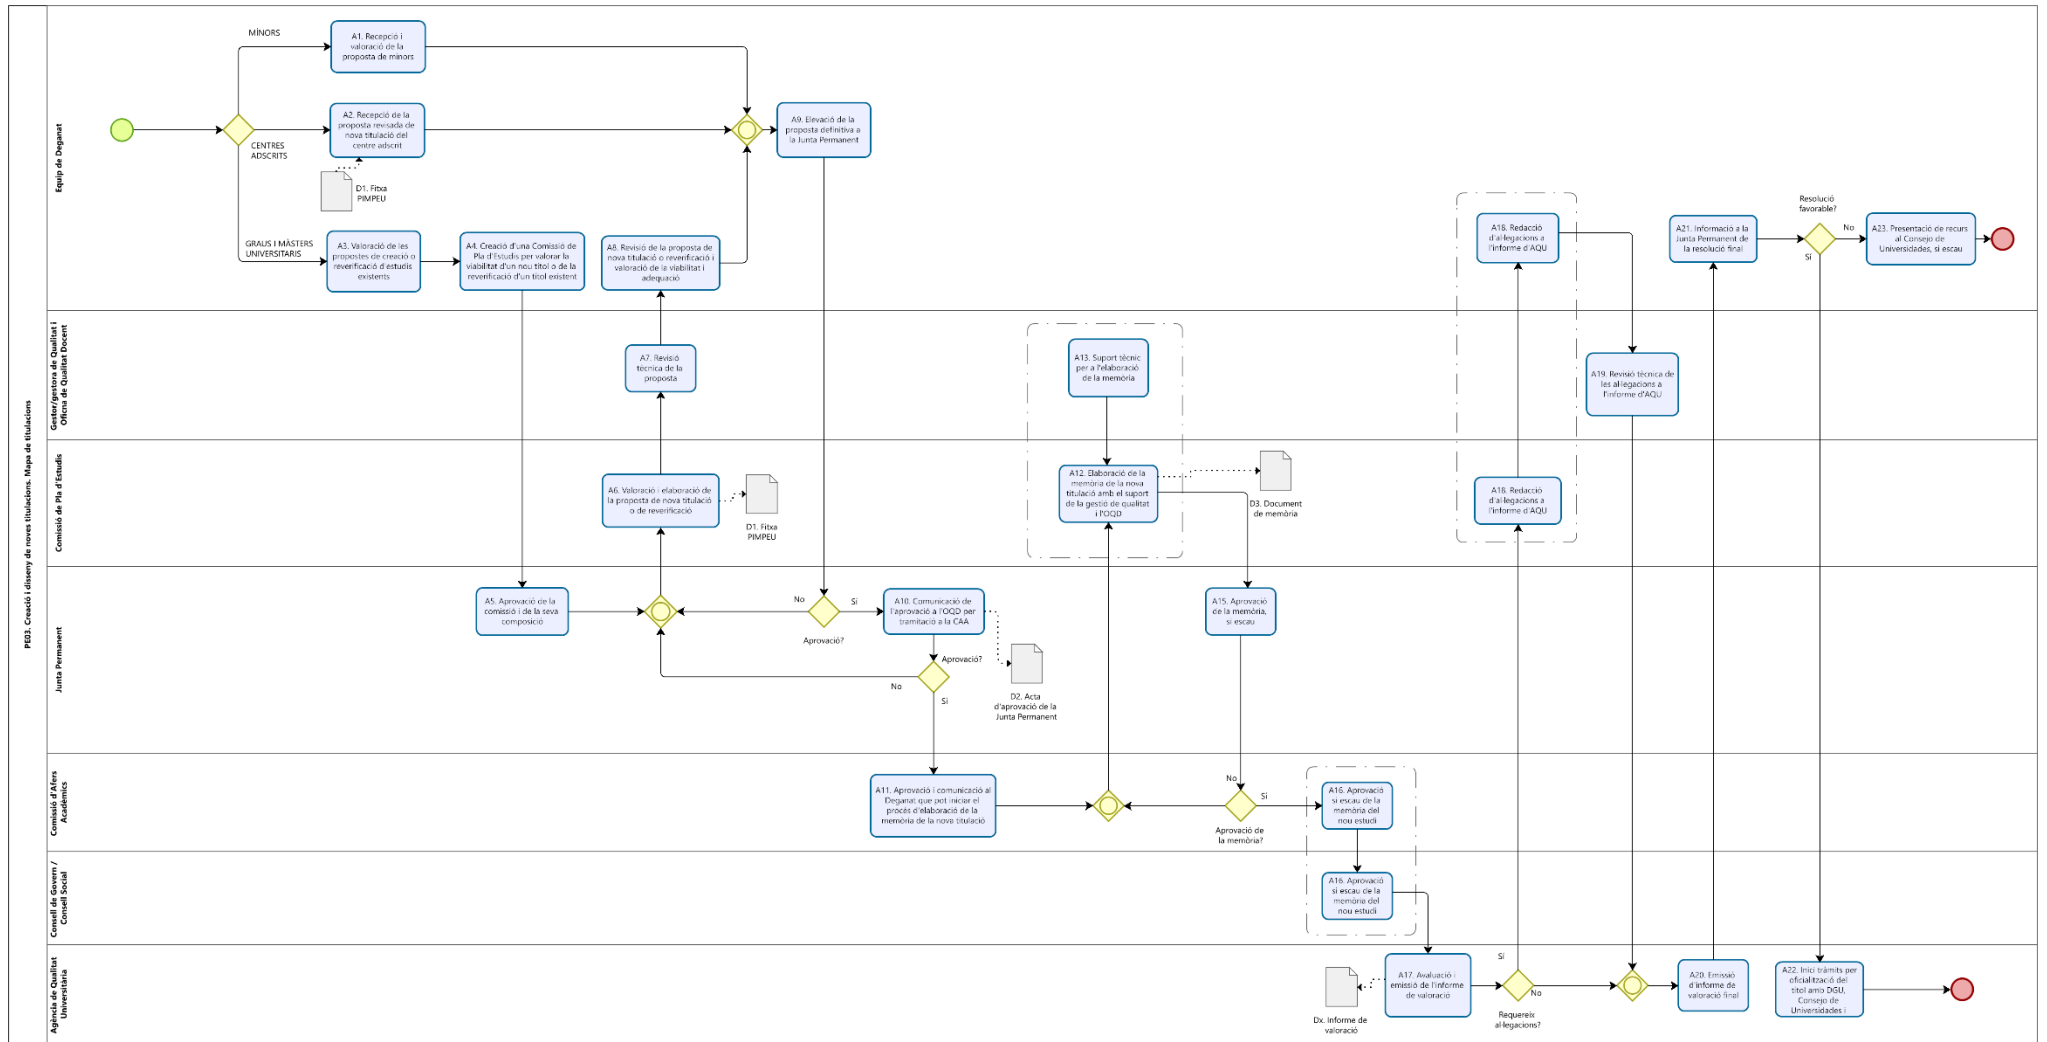 PE03. Creació i disseny de noves titulacions. Mapa de titulacions
Equip de Deganat
MÍNORS
A1. Recepció i
valoració de la
proposta de mínors
CENTRES
ADSCRITS
A2. Recepció de la
proposta revisada de
nova titulació del
centre adscrit
D1. Fitxa
PIMPEU
GRAUS I MÀSTERS
UNIVERSITARIS
A3. Valoració de les
propostes de creació o
reverificació d'estudis
existents
A4. Creació d'una Comissió de
Pla d'Estudis per valorar la
viabilitat d'un nou títol o de la
reverificació d'un títol existent
A8. Revisió de la proposta de
nova titulació o reverificació i
valoració de la viabilitat i
adequació
A9. Elevació de la
proposta definitiva a
la Junta Permanent
A18. Redacció
d'al·legacions a
l'informe d'AQU
A21. Informació a la
Junta Permanent de
la resolució final
Resolució
favorable?
No
Sí
A23. Presentació de recurs
al Consejo de
Universidades, si escau
Gestor/gestora de Qualitat i
Oficna de Qualitat Docent
A7. Revisió
tècnica de la
proposta
A13. Suport tècnic
per a l'elaboració
de la memòria
A19. Revisió tècnica de
les al·legacions a
l'informe d'AQU
Comissió de Pla d'Estudis
A6. Valoració i elaboració de
la proposta de nova titulació
o de reverificació
D1. Fitxa
PIMPEU
A12. Elaboració de la
memòria de la nova
titulació amb el suport
de la gestió de qualitat
i l'OQD
D3. Document
de memòria
A18. Redacció
d'al·legacions a
l'informe d'AQU
Junta Permanent
A5. Aprovació de la
comissió i de la seva
composició
No
Sí
Aprovació?
A10. Comunicació de
l'aprovació a l'OQD per
tramitació a la CAA
Aprovació?
No
Sí
D2. Acta
d'aprovació de la
Junta Permanent
A15. Aprovació
de la memòria,
si escau
Comissió d'Afers
Acadèmics
A11. Aprovació i comunicació al
Deganat que pot iniciar el
procés d'elaboració de la
memòria de la nova titulació
No
Sí
Aprovació de
la memòria?
A16. Aprovació
si escau de la
memòria del
nou estudi
Consell de Govern /
Consell Social
A16. Aprovació
si escau de la
memòria del
nou estudi
Agència de Qualitat
Universitària
Dx. Informe de
valoració
A17. Avaluació i
emissió de l'informe
de valoració
Sí
No
Requereix
al·legacions?
A20. Emissió
d'informe de
valoració final
A22. Inici tràmits per
oficialització del
títol amb DGU,
Consejo de
Universidades i